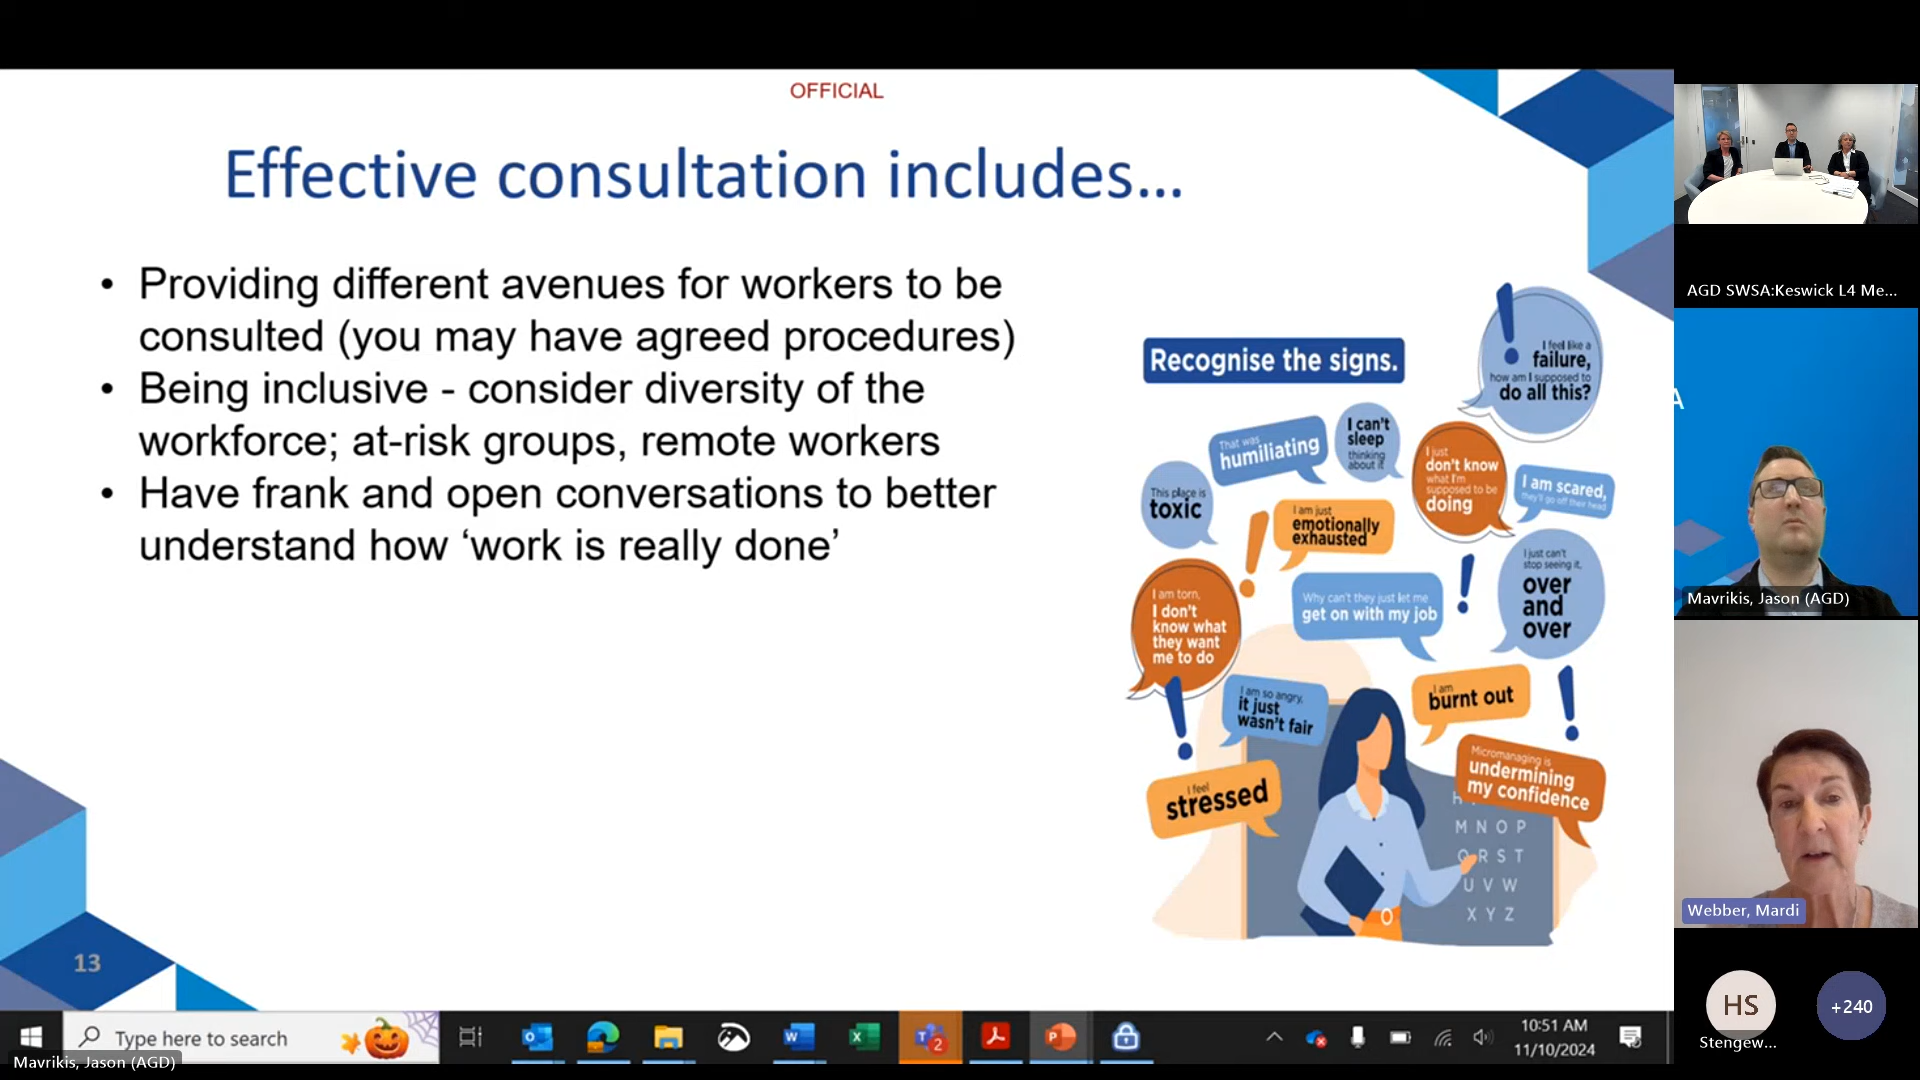 OFFICIAL
Effective consultation includes...
• Providing different avenues for workers to be
consulted (you may have agreed procedures)
• Being inclusive - consider diversity of the
workforce; at-risk groups, remote workers
• Have frank and open conversations to better
understand how ‘work is really done’
Recognise the signs.
I feel like a
failure,
how am I supposed to
do all this?
That was
humiliating
I can't
sleep
thinking
about it
I just
don't know
what I'm
supposed to be
doing
I am scared,
they'll go off their head
This place is
toxic
I am just
emotionally
exhausted
I just can't
stop seeing it,
over
and
over
I am torn,
I don't
know what
they want
me to do
Why can't they just let me
get on with my job
I am so angry,
it just
wasn't fair
I am
burnt out
I feel
stressed
Micromanaging is
undermining
my confidence
H
M N O P
Q R S T
U V W
X Y Z
13
Type here to search
2
10:51 AM
11/10/2024
Mavrikis, Jason (AGD)
AGD SWSA:Keswick L4 Me...
A
Mavrikis, Jason (AGD)
Webber, Mardi
HS
Stengew...
+240